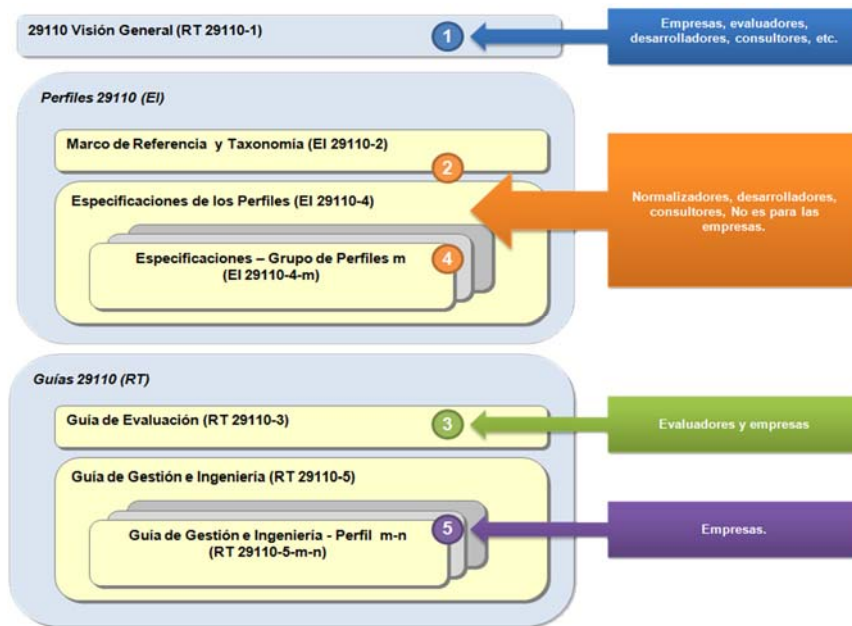 29110 Visión General (RT 29110-1)
1
Empresas, evaluadores,
desarrolladores, consultores, etc.
Perfiles 29110 (EI)
Marco de Referencia y Taxonomía (EI 29110-2)
2
Especificaciones de los Perfiles (EI 29110-4)
Normalizadores, desarrolladores,
consultores, No es para las
empresas.
Especificaciones – Grupo de Perfiles m
(EI 29110-4-m)
4
Guías 29110 (RT)
Guía de Evaluación (RT 29110-3)
3
Evaluadores y empresas
Guía de Gestión e Ingeniería (RT 29110-5)
Guía de Gestión e Ingeniería - Perfil m-n
(RT 29110-5-m-n)
5
Empresas.